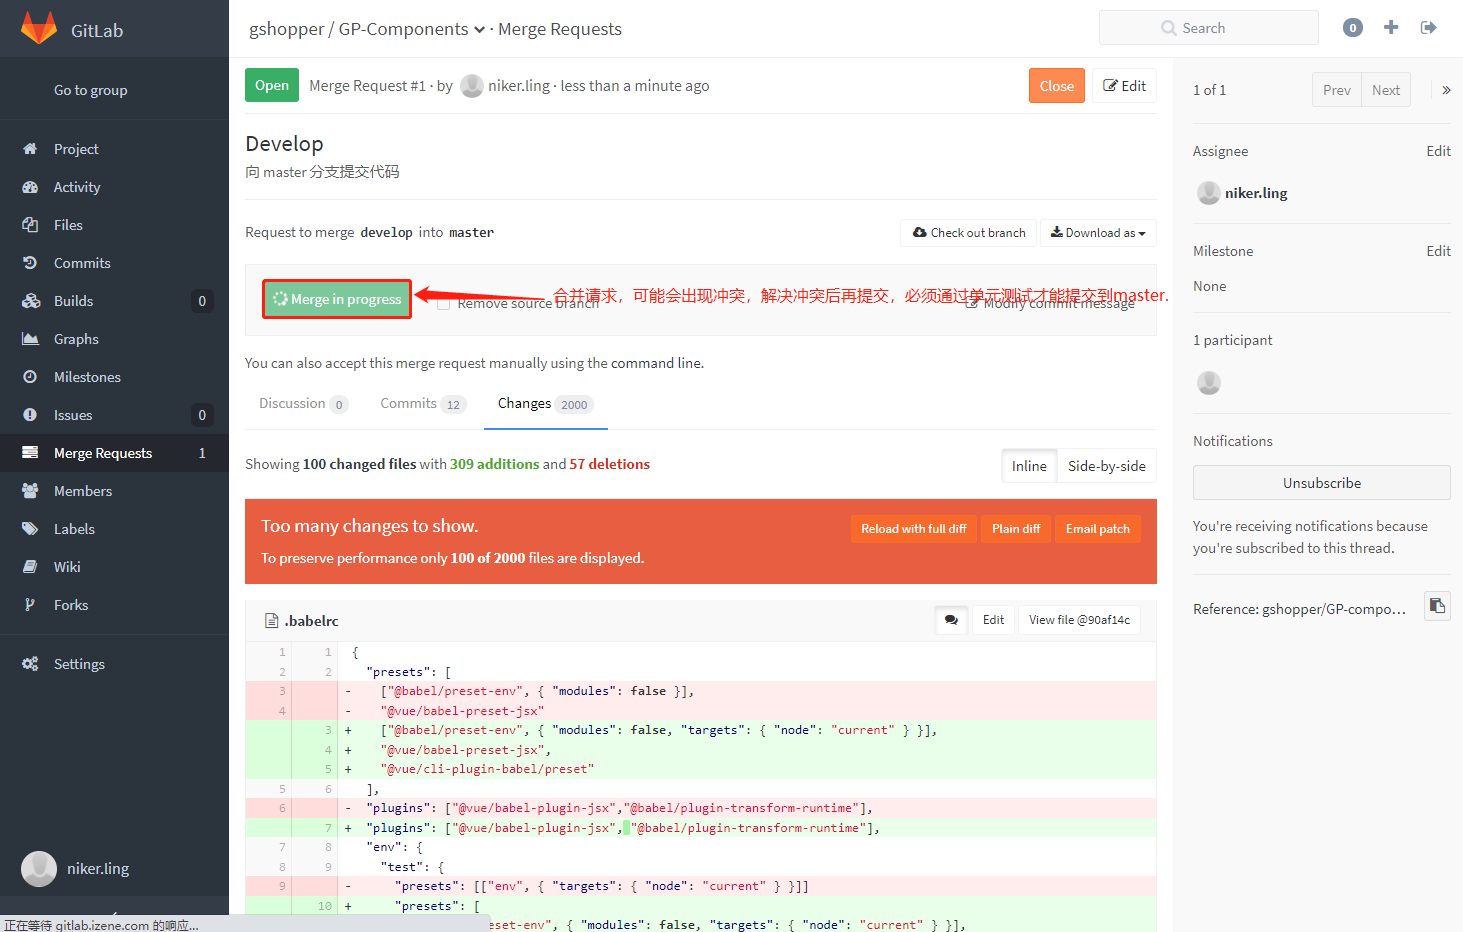 GitLab
gshopper / GP-Components · Merge Requests
Search
0
Go to group
Project
Activity
Files
Commits
Builds 0
Graphs
Milestones
Issues 0
Merge Requests 1
Members
Labels
Wiki
Forks
Settings
niker.ling
正在等待 gitlab.izene.com 的响应...
Open Merge Request #1 · by niker.ling · less than a minute ago
Close Edit
Develop
向 master 分支提交代码
Request to merge develop into master
Check out branch Download as
Merge in progress
合并请求，可能会出现冲突，解决冲突后再提交，必须通过单元测试才能提交到master.
Remove source branch
Modify commit message
You can also accept this merge request manually using the command line.
Discussion 0 Commits 12 Changes 2000
Showing 100 changed files with 309 additions and 57 deletions
Inline Side-by-side
Too many changes to show.
Reload with full diff Plain diff Email patch
To preserve performance only 100 of 2000 files are displayed.
.babelrc
Edit View file @90af14c
1 1 {
2 2 "presets": [
3 - ["@babel/preset-env", { "modules": false }],
4 - "@vue/babel-preset-jsx"
3 + ["@babel/preset-env", { "modules": false, "targets": { "node": "current" } }],
4 + "@vue/babel-preset-jsx",
5 + "@vue/cli-plugin-babel/preset"
5 6 ],
6 - "plugins": ["@vue/babel-plugin-jsx","@babel/plugin-transform-runtime"],
7 + "plugins": ["@vue/babel-plugin-jsx", "@babel/plugin-transform-runtime"],
7 8 "env": {
8 9 "test": {
9 - "presets": [["env", { "targets": { "node": "current" } }]]
10 + "presets": [
eset-env", { "modules": false, "targets": { "node": "current" } }],
1 of 1
Prev Next »
Assignee Edit
niker.ling
Milestone Edit
None
1 participant
Notifications
Unsubscribe
You're receiving notifications because
you're subscribed to this thread.
Reference: gshopper/GP-compo...